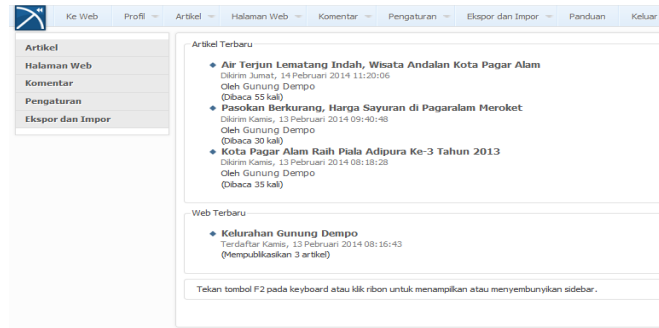 Ke Web Profil Artikel Halaman Web Komentar Pengaturan Ekspor dan Impor Panduan Keluar
Artikel
Halaman Web
Komentar
Pengaturan
Ekspor dan Impor
Artikel Terbaru
Air Terjun Lematang Indah, Wisata Andalan Kota Pagar Alam
Dikirim Jumat, 14 Pebruari 2014 11:20:06
Oleh Gunung Dempo
(Dibaca 55 kali)
Pasokan Berkurang, Harga Sayuran di Pagaralam Meroket
Dikirim Kamis, 13 Pebruari 2014 09:40:48
Oleh Gunung Dempo
(Dibaca 30 kali)
Kota Pagar Alam Raih Piala Adipura Ke-3 Tahun 2013
Dikirim Kamis, 13 Pebruari 2014 08:18:28
Oleh Gunung Dempo
(Dibaca 35 kali)
Web Terbaru
Kelurahan Gunung Dempo
Terdaftar Kamis, 13 Pebruari 2014 08:16:43
(Mempublikasikan 3 artikel)
Tekan tombol F2 pada keyboard atau klik ribon untuk menampilkan atau menyembunyikan sidebar.